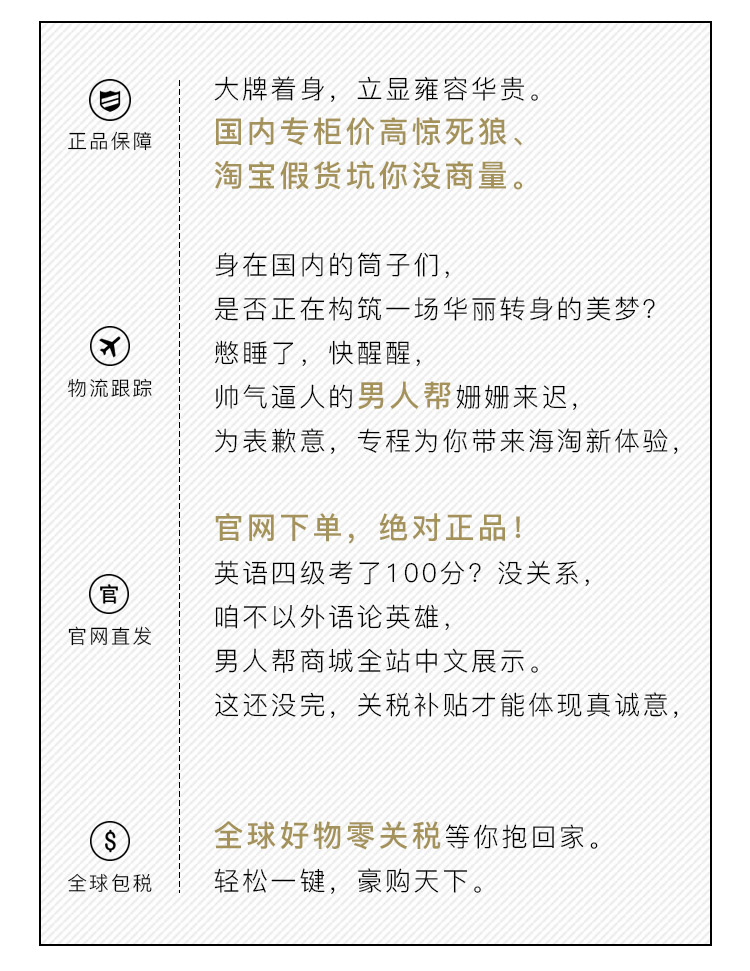 正品保障
大牌着身，立显雍容华贵。
国内专柜价高惊死狼、
淘宝假货坑你没商量。
物流跟踪
身在国内的筒子们，
是否正在构筑一场华丽转身的美梦？
憋睡了，快醒醒，
帅气逼人的男人帮姗姗来迟，
为表歉意，专程为你带来海淘新体验，
官
官网直发
官网下单，绝对正品！
英语四级考了100分？没关系，
咱不以外语论英雄，
男人帮商城全站中文展示。
这还没完，关税补贴才能体现真诚意，
$
全球包税
全球好物零关税等你抱回家。
轻松一键，豪购天下。